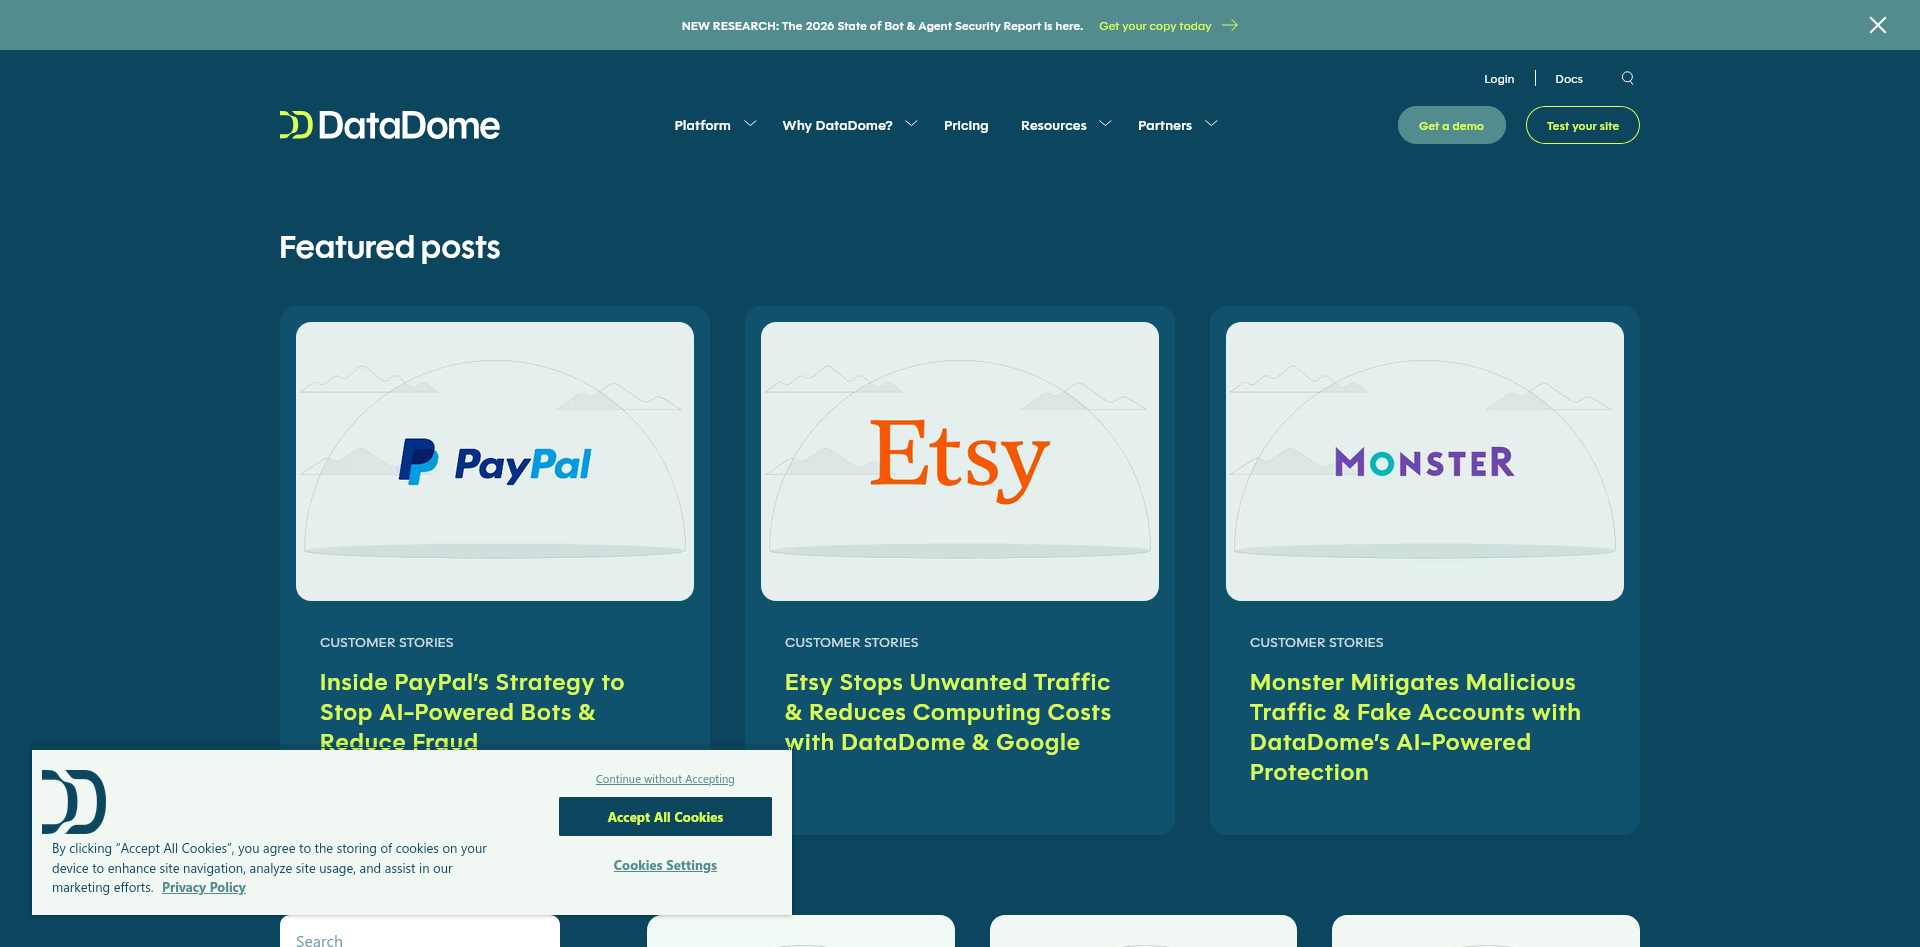 NEW RESEARCH: The 2026 State of Bot & Agent Security Report is here. Get your copy today
Login
Docs
DataDome
Platform
Why DataDome?
Pricing
Resources
Partners
Get a demo
Test your site
Featured posts
PayPal
Etsy
MONSTER
CUSTOMER STORIES
Inside PayPal's Strategy to
Stop AI-Powered Bots &
Reduce Fraud
CUSTOMER STORIES
Etsy Stops Unwanted Traffic
& Reduces Computing Costs
with DataDome & Google
CUSTOMER STORIES
Monster Mitigates Malicious
Traffic & Fake Accounts with
DataDome's AI-Powered
Protection
By clicking “Accept All Cookies”, you agree to the storing of cookies on your
device to enhance site navigation, analyze site usage, and assist in our
marketing efforts. Privacy Policy
Continue without Accepting
Accept All Cookies
Cookies Settings
Search